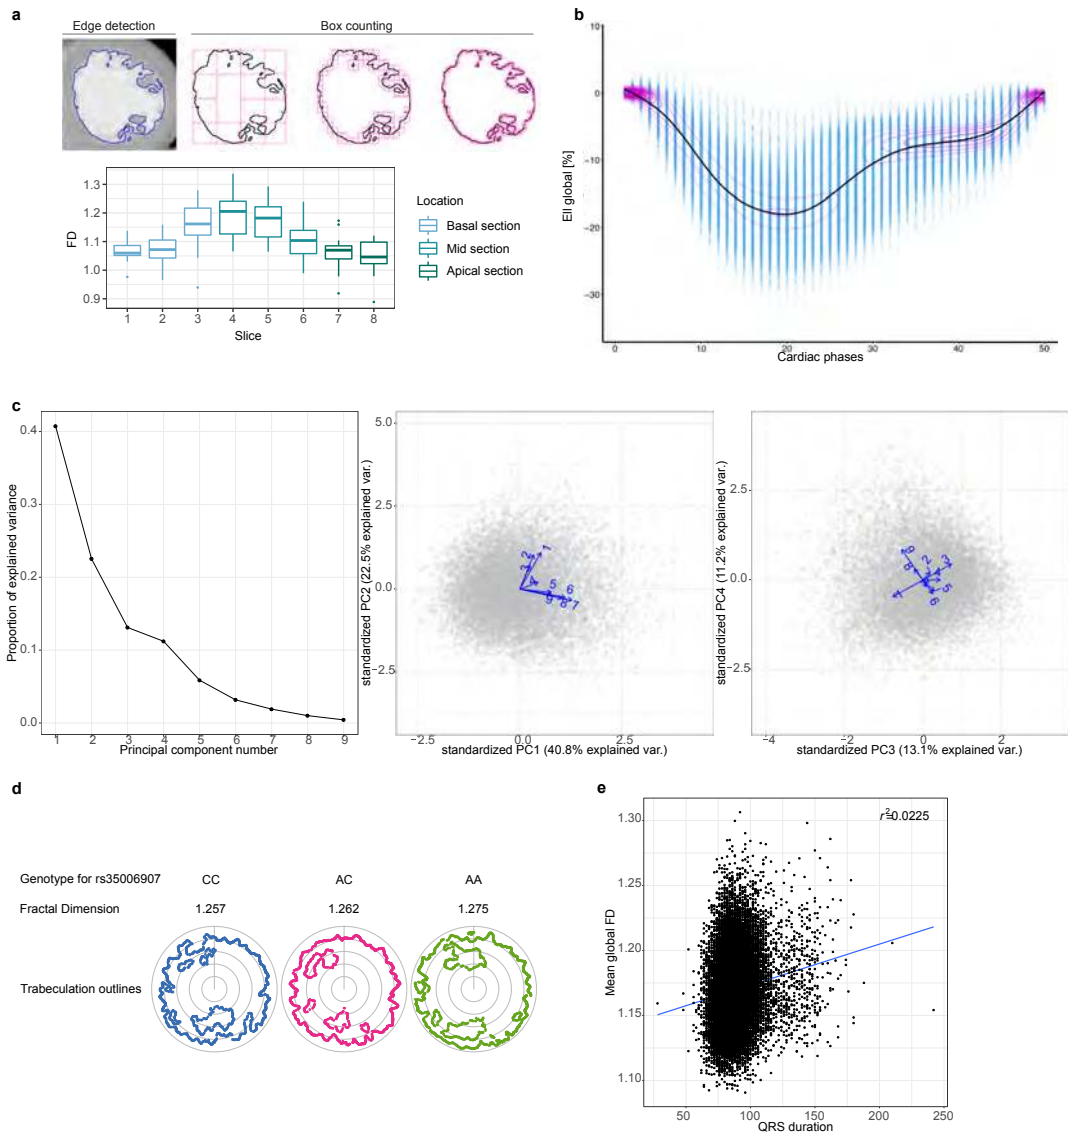 a
Edge detection
Box counting
FD
1.3
1.2
1.1
1.0
0.9
1 2 3 4 5 6 7 8
Slice
Location
Basal section
Mid section
Apical section
b
Ell global [%]
10
0
−10
−20
−30
0 10 20 30 40 50
Cardiac phases
c
Proportion of explained variance
0.4
0.3
0.2
0.1
0.0
1 2 3 4 5 6 7 8 9
Principal component number
standardized PC2 (22.5% explained var.)
5.0
2.5
0.0
−2.5
−2.5 0 2.5
standardized PC1 (40.8% explained var.)
standardized PC4 (11.2% explained var.)
2.5
0.0
−2.5
−4 −2 0 2
standardized PC3 (13.1% explained var.)
d
Genotype for rs35006907 CC AC AA
Fractal Dimension 1.257 1.262 1.275
Trabeculation outlines
e
r²=0.0225
Mean global FD
1.30
1.25
1.20
1.15
1.10
50 100 150 200 250
QRS duration